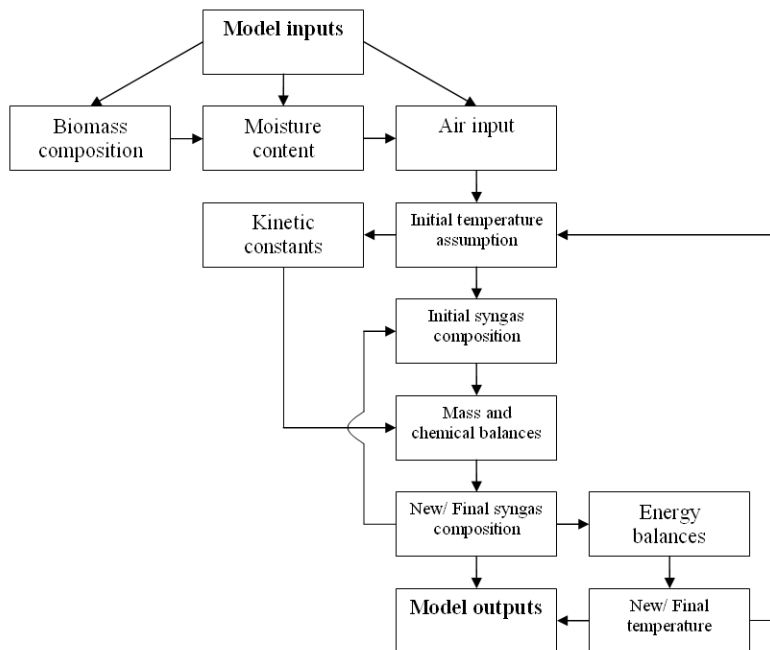 Model inputs
Biomass
composition
Moisture
content
Air input
Kinetic
constants
Initial temperature
assumption
Initial syngas
composition
Mass and
chemical balances
New/ Final syngas
composition
Energy
balances
Model outputs
New/ Final
temperature